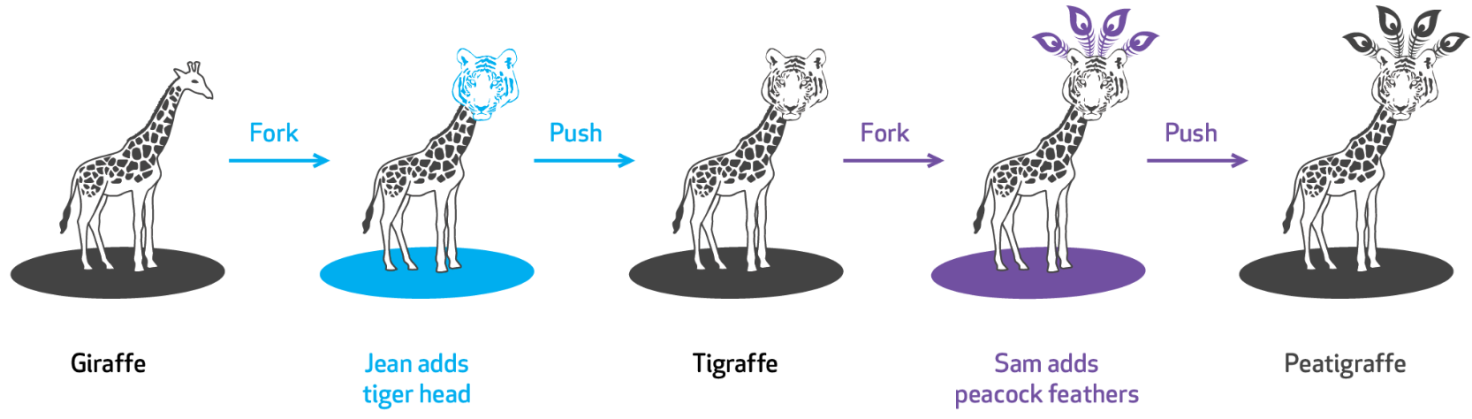 Fork
Push
Fork
Push
Giraffe
Jean adds
tiger head
Tigraffe
Sam adds
peacock feathers
Peatigraffe